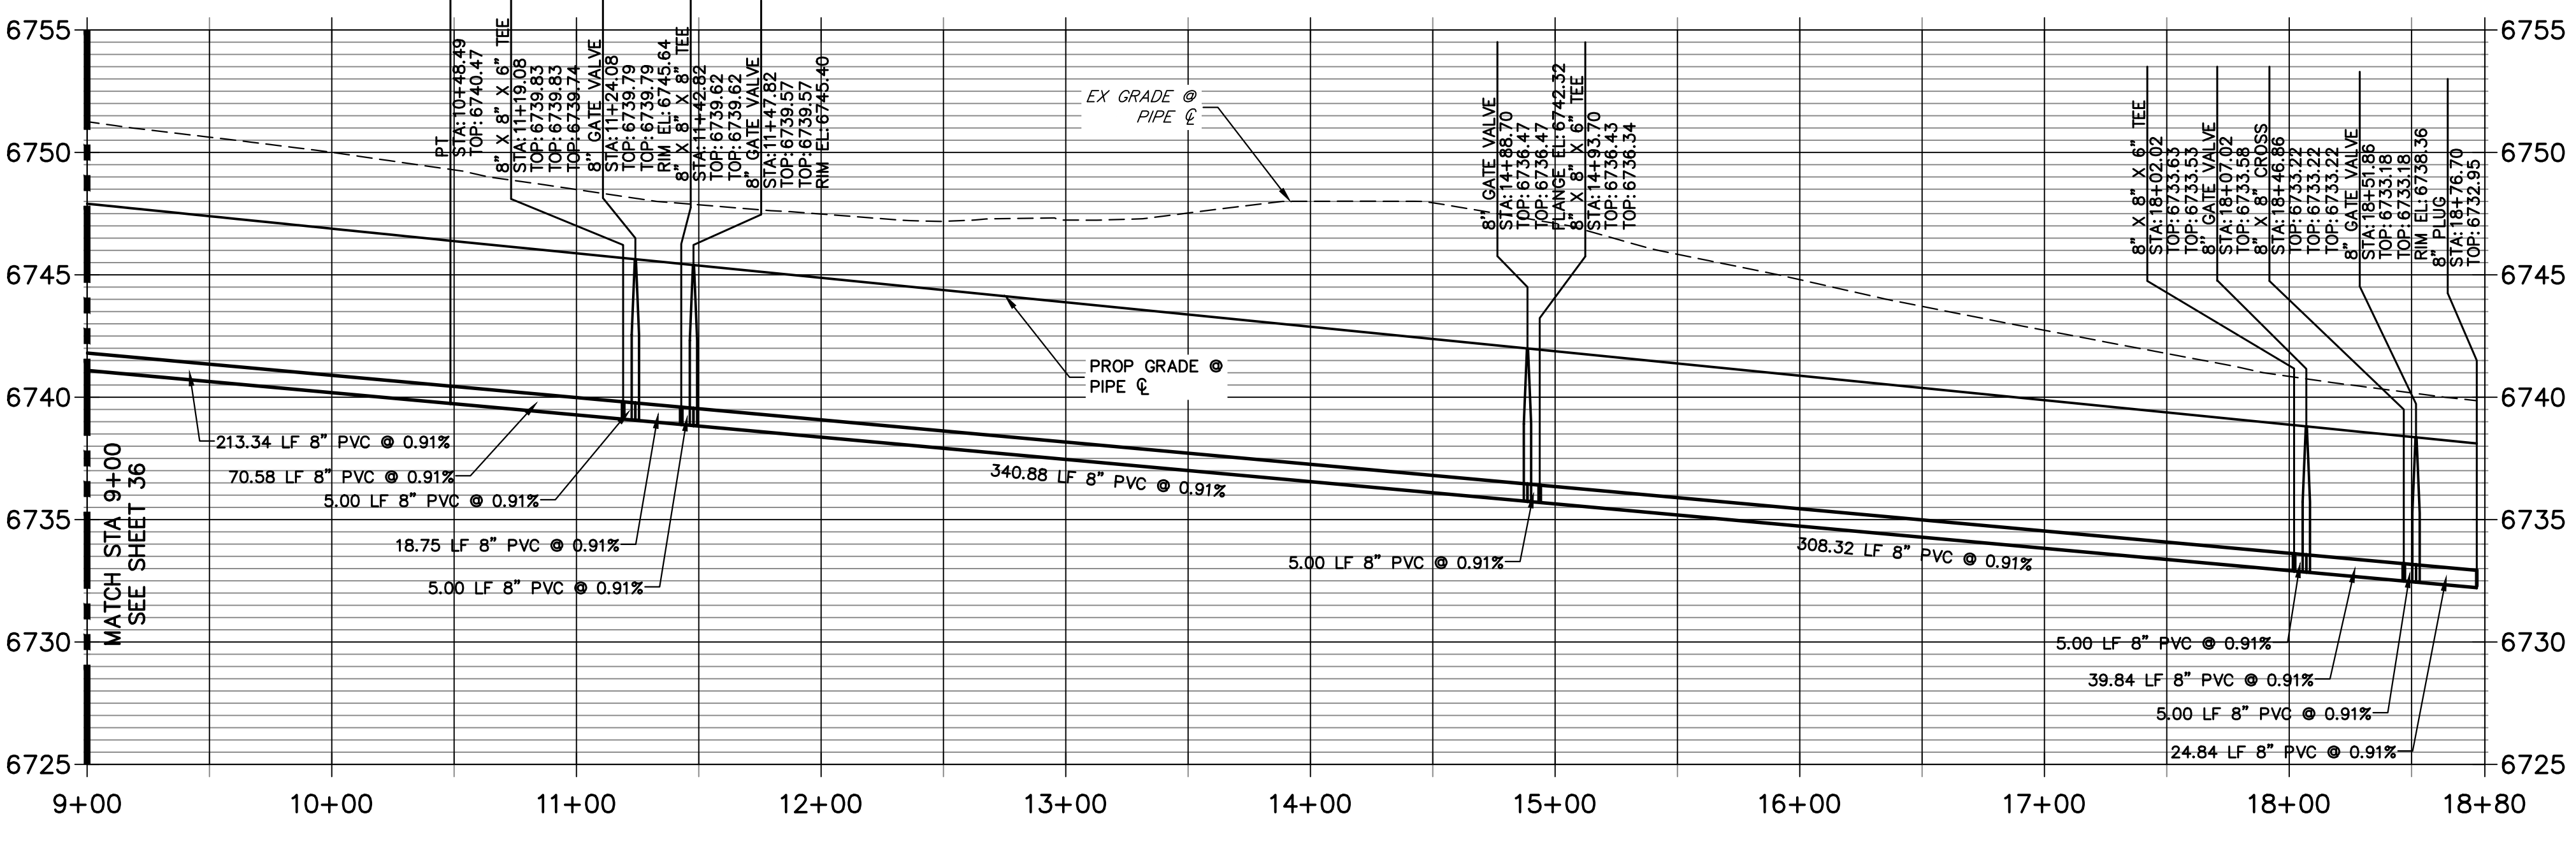 6755
6750
6745
6740
6735
6730
6725
MATCH STA 9+00
SEE SHEET 36
PT
STA:10+48.49
TOP:6740.47
8" X 8" X 6" TEE
STA:11+19.08
TOP:6739.83
TOP:6739.83
TOP:6739.74
8" GATE VALVE
STA:11+24.08
TOP:6739.79
TOP:6739.79
RIM EL:6745.64
8" X 8" X 8" TEE
STA:11+42.82
TOP:6739.62
TOP:6739.62
8" GATE VALVE
STA:11+47.82
TOP:6739.57
TOP:6739.57
RIM EL:6745.40
EX GRADE @
PIPE ℄
8" GATE VALVE
STA:14+88.70
TOP:6736.47
TOP:6736.47
FLANGE EL:6742.32
8" X 8" X 6" TEE
STA:14+93.70
TOP:6736.43
TOP:6736.34
8" X 8" X 6" TEE
STA:18+02.02
TOP:6733.63
TOP:6733.53
8" GATE VALVE
STA:18+07.02
TOP:6733.58
8" X 8" CROSS
STA:18+46.86
TOP:6733.22
TOP:6733.22
TOP:6733.22
8" GATE VALVE
STA:18+51.86
TOP:6733.18
TOP:6733.18
RIM EL:6738.36
8" PLUG
STA:18+76.70
TOP:6732.95
PROP GRADE @
PIPE ℄
213.34 LF 8" PVC @ 0.91%
70.58 LF 8" PVC @ 0.91%
5.00 LF 8" PVC @ 0.91%
18.75 LF 8" PVC @ 0.91%
5.00 LF 8" PVC @ 0.91%
340.88 LF 8" PVC @ 0.91%
5.00 LF 8" PVC @ 0.91%
308.32 LF 8" PVC @ 0.91%
5.00 LF 8" PVC @ 0.91%
39.84 LF 8" PVC @ 0.91%
5.00 LF 8" PVC @ 0.91%
24.84 LF 8" PVC @ 0.91%
6755
6750
6745
6740
6735
6730
6725
9+00 10+00 11+00 12+00 13+00 14+00 15+00 16+00 17+00 18+00 18+80